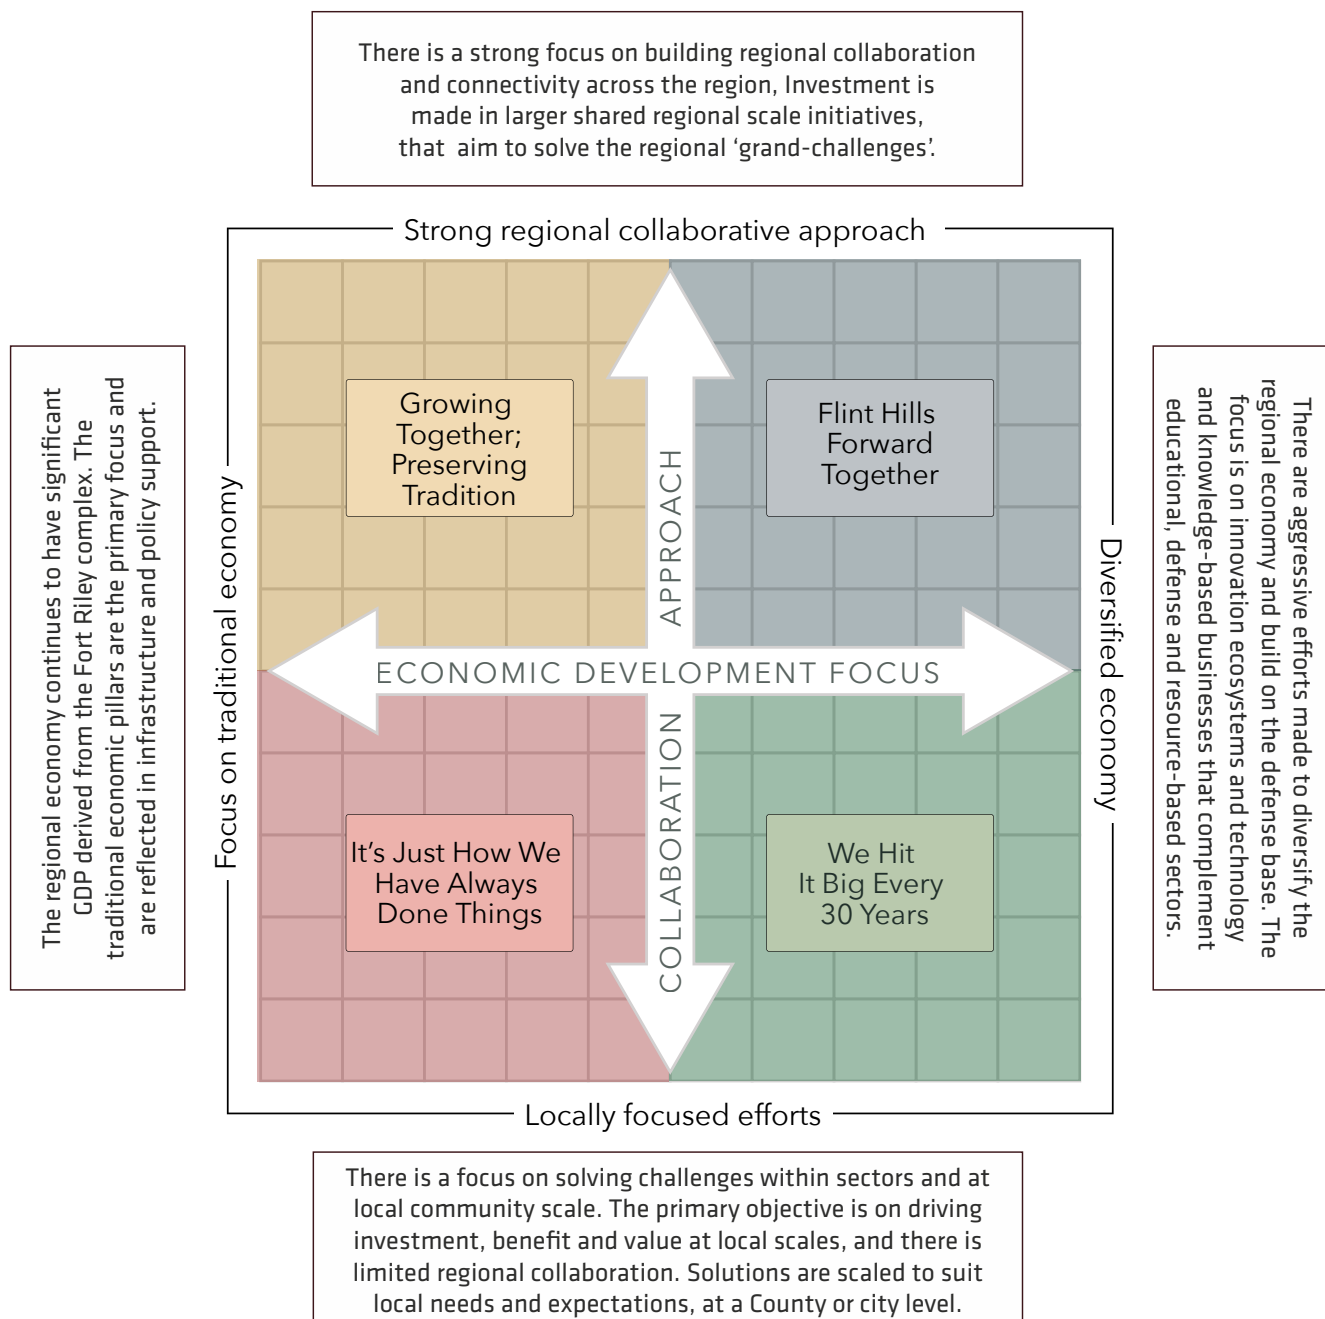 There is a strong focus on building regional collaboration
and connectivity across the region, Investment is
made in larger shared regional scale initiatives,
that aim to solve the regional ‘grand-challenges’.
Strong regional collaborative approach
The regional economy continues to have significant
GDP derived from the Fort Riley complex. The
traditional economic pillars are the primary focus and
are reflected in infrastructure and policy support.
Focus on traditional economy
Growing
Together;
Preserving
Tradition
Flint Hills
Forward
Together
COLLABORATION APPROACH
ECONOMIC DEVELOPMENT FOCUS
It's Just How We
Have Always
Done Things
We Hit
It Big Every
30 Years
Diversified economy
There are aggressive efforts made to diversify the
regional economy and build on the defense base. The
focus is on innovation ecosystems and technology
and knowledge-based businesses that complement
educational, defense and resource-based sectors.
Locally focused efforts
There is a focus on solving challenges within sectors and at
local community scale. The primary objective is on driving
investment, benefit and value at local scales, and there is
limited regional collaboration. Solutions are scaled to suit
local needs and expectations, at a County or city level.